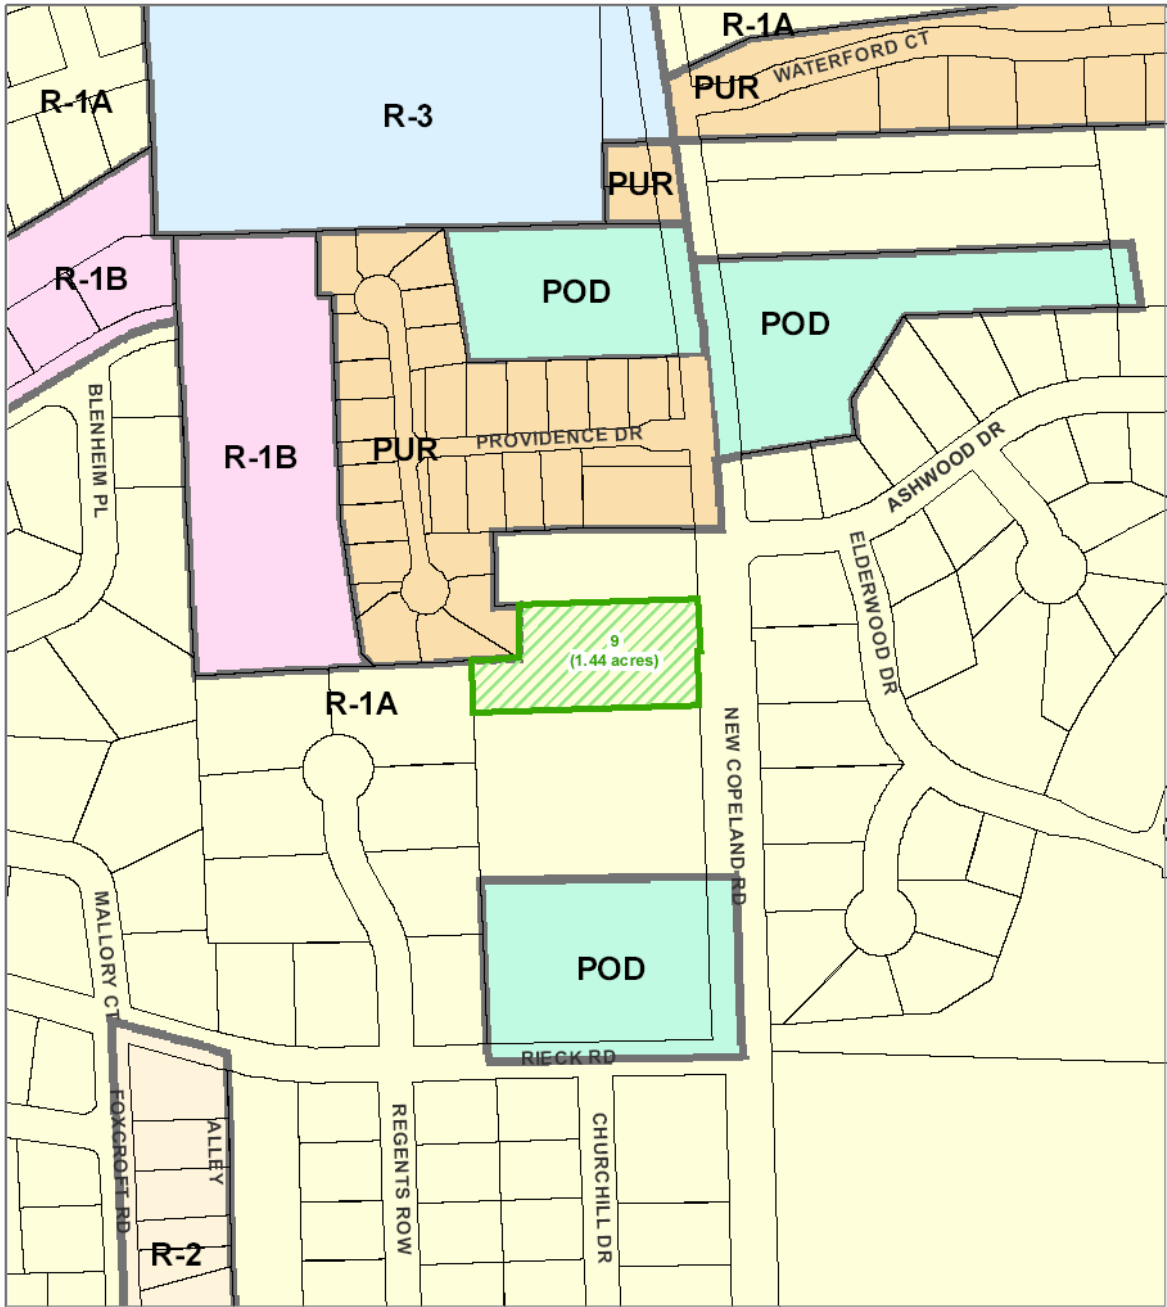 R-1A
WATERFORD CT
PUR
R-1A
R-3
PUR
R-1B
POD
POD
BLENHEIM PL
R-1B
PUR
PROVIDENCE DR
ASHWOOD DR
ELDERWOOD DR
9
(1.44 acres)
R-1A
NEW COPELAND RD
MALLORY CT
POD
RIECK RD
FOXCROFT RD
ALLEY
REGENTS ROW
CHURCHILL DR
R-2